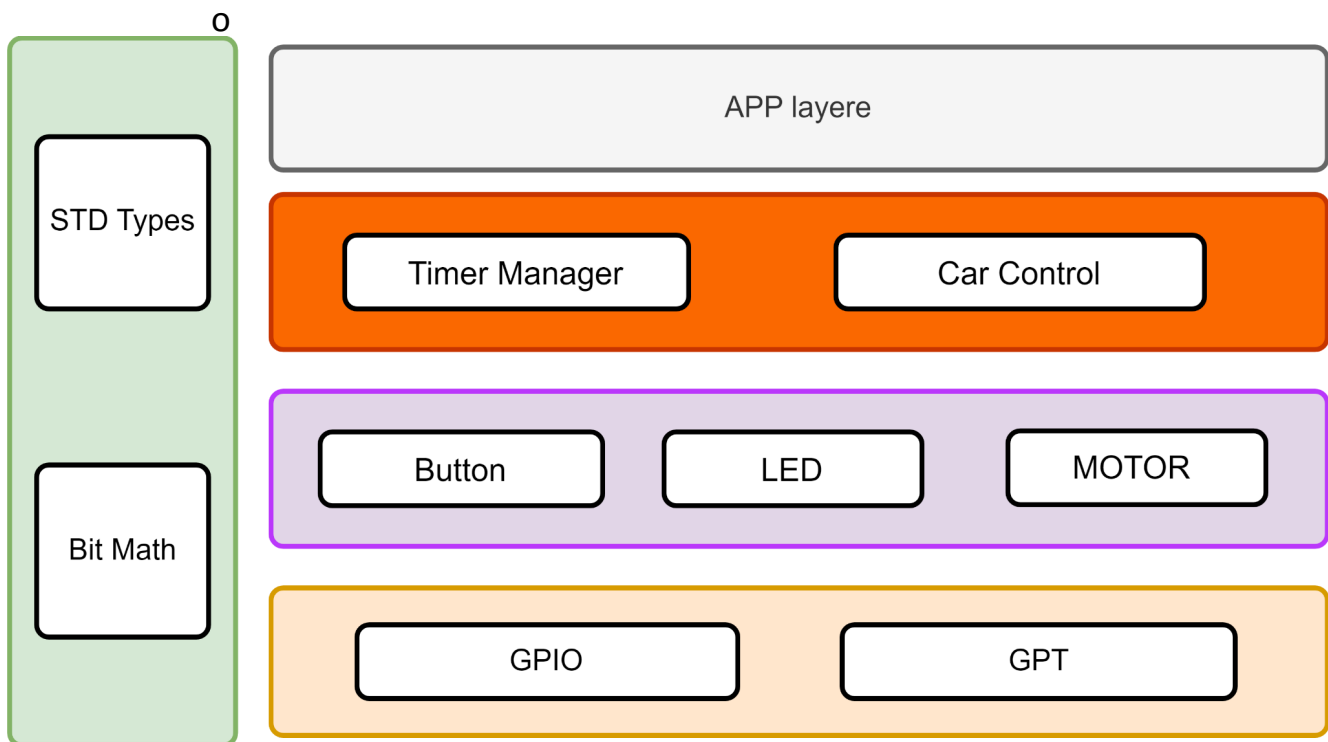 o
APP layere
STD Types
Timer Manager
Car Control
Button
LED
MOTOR
Bit Math
GPIO
GPT